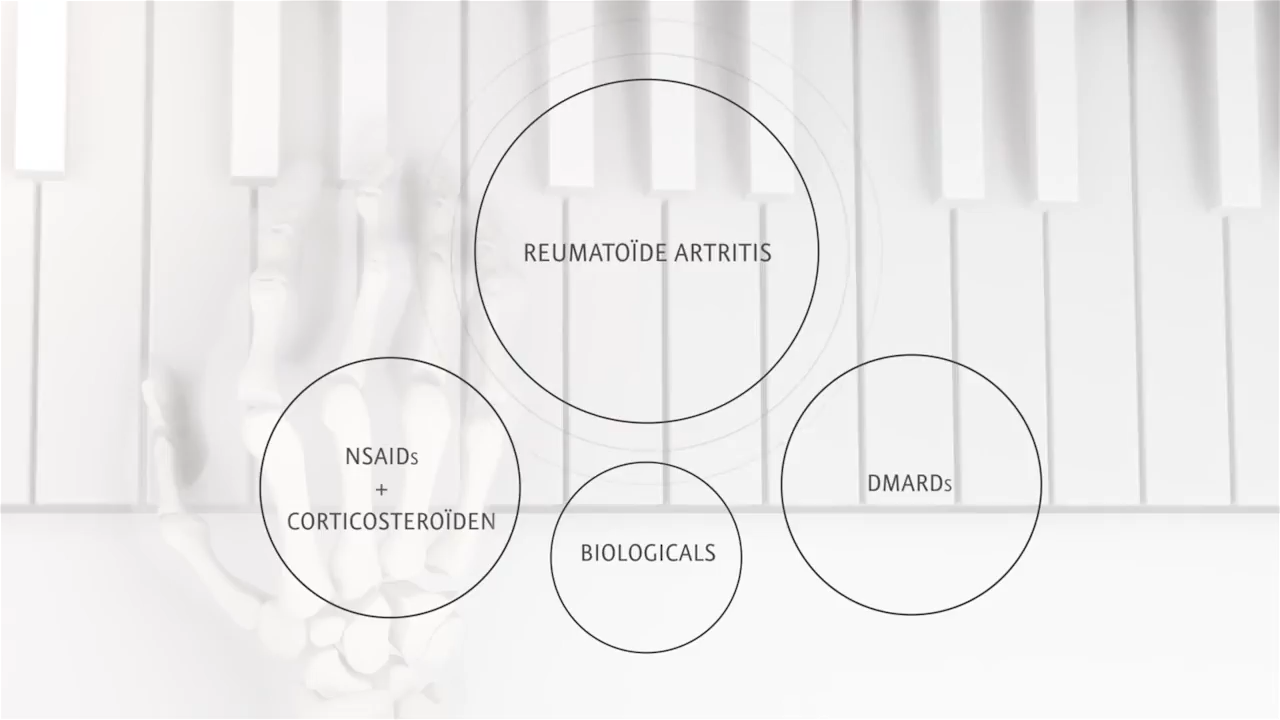 REUMATOÏDE ARTRITIS
NSAIDs
+
CORTICOSTEROÏDEN
BIOLOGICALS
DMARDs